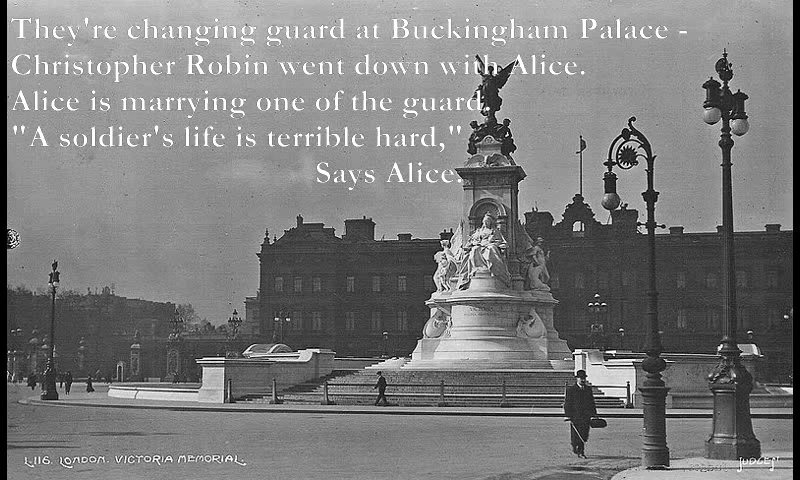 They're changing guard at Buckingham Palace -
Christopher Robin went down with Alice.
Alice is marrying one of the guard.
"A soldier's life is terrible hard,"
Says Alice.
L116. LONDON. VICTORIA MEMORIAL.
JUDGES'